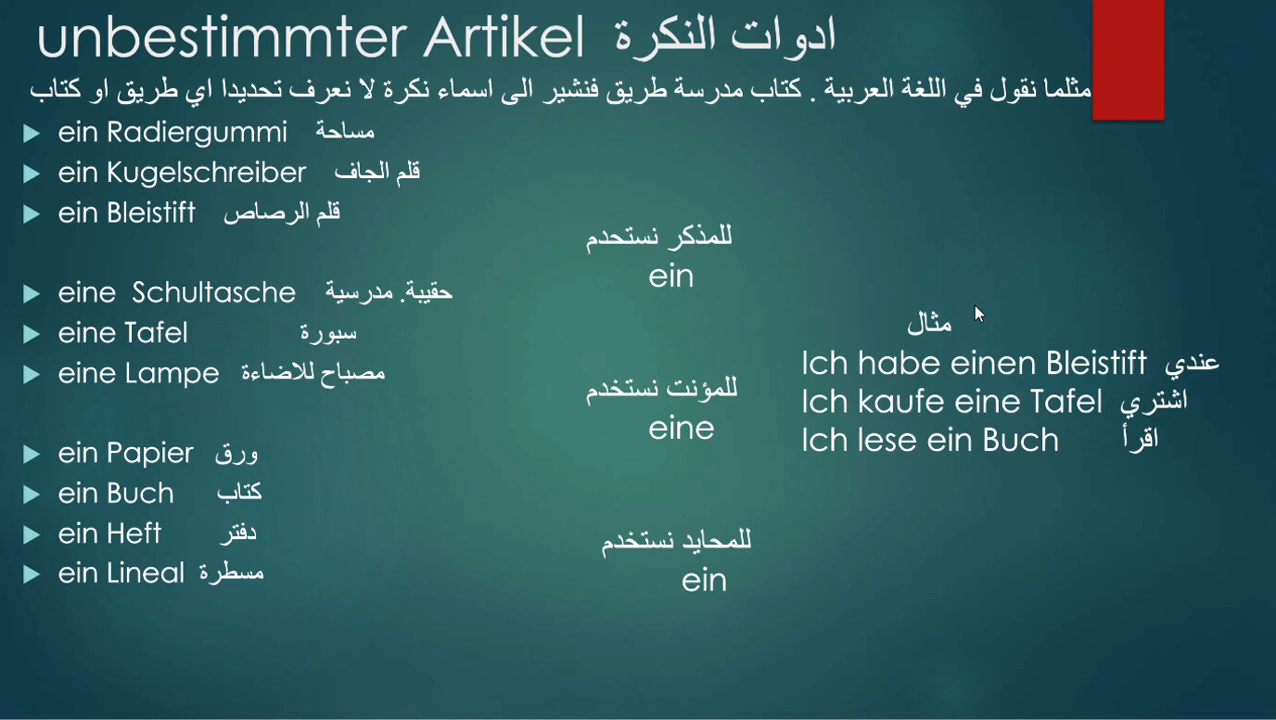 unbestimmter Artikel ادوات النكرة
مثلما نقول في اللغة العربية . كتاب مدرسة طريق فنشير الى اسماء نكرة لا نعرف تحديدا اي طريق او كتاب
ein Radiergummi مساحة
ein Kugelschreiber قلم الجاف
ein Bleistift قلم الرصاص
eine Schultasche حقيبة. مدرسية
eine Tafel سبورة
eine Lampe مصباح للاضاءة
ein Papier ورق
ein Buch كتاب
ein Heft دفتر
ein Lineal مسطرة
للمذكر نستحدم
ein
للمؤنت نستخدم
eine
للمحايد نستخدم
ein
مثال
Ich habe einen Bleistift عندي
Ich kaufe eine Tafel اشتري
Ich lese ein Buch اقرأ